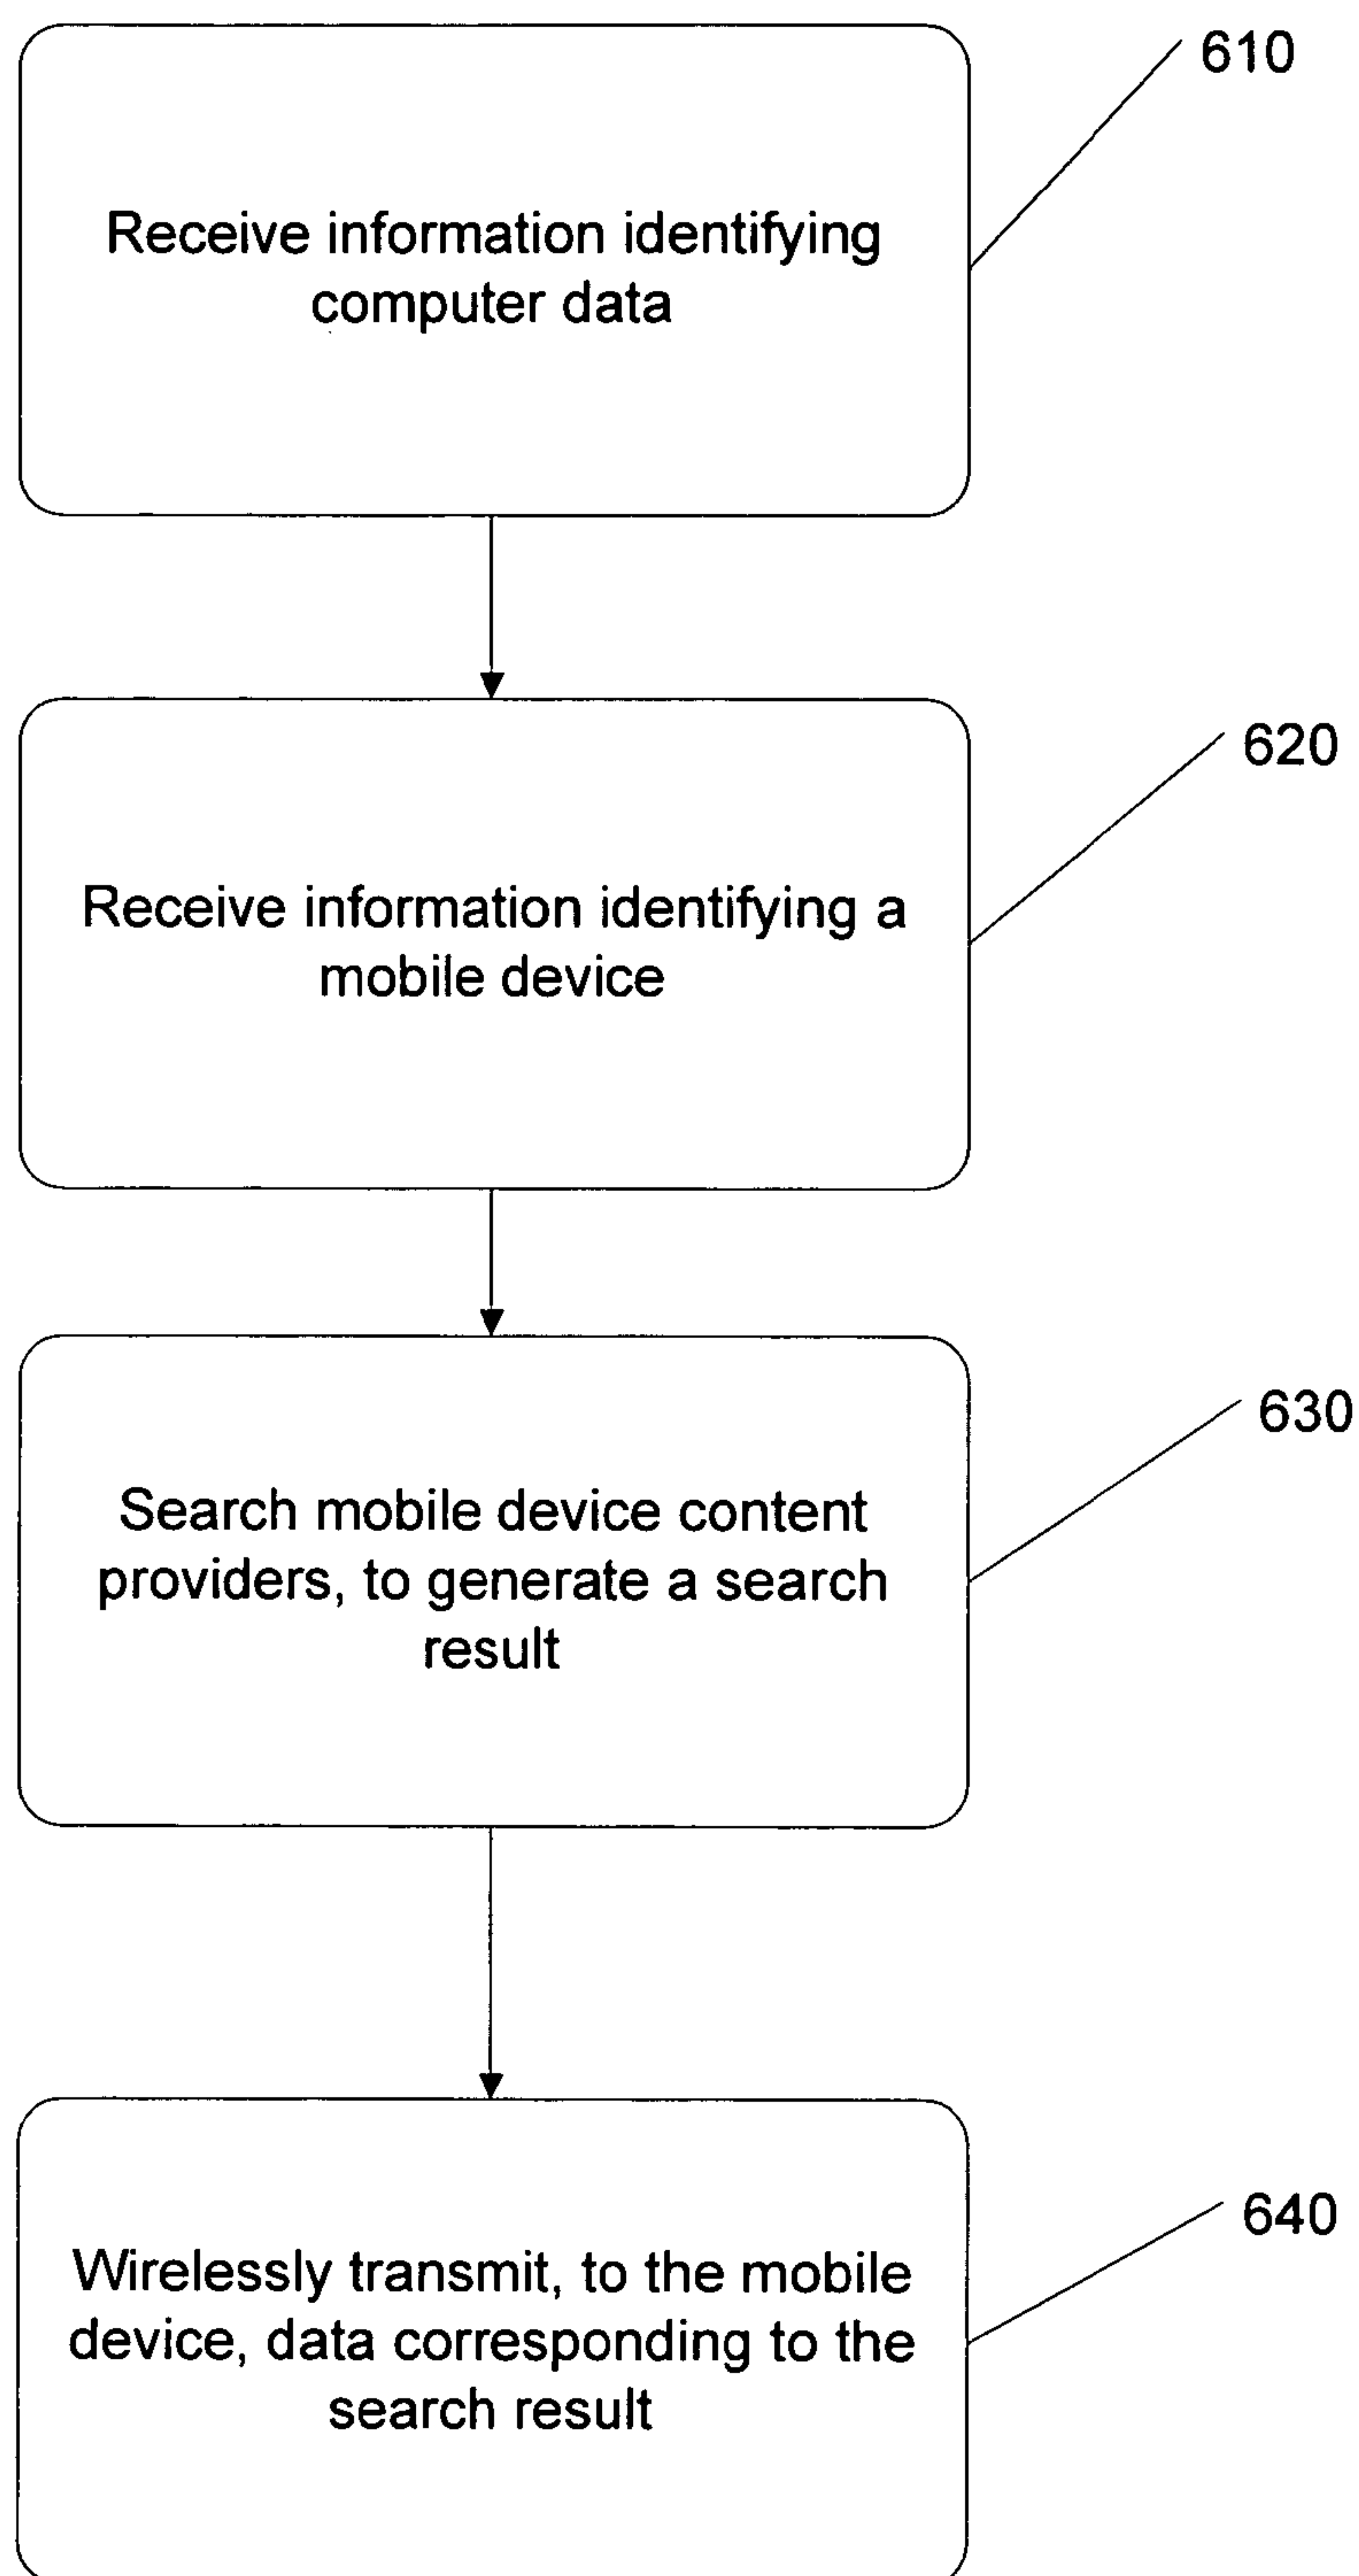 610
Receive information identifying
computer data
620
Receive information identifying a
mobile device
630
Search mobile device content
providers, to generate a search
result
640
Wirelessly transmit, to the mobile
device, data corresponding to the
search result